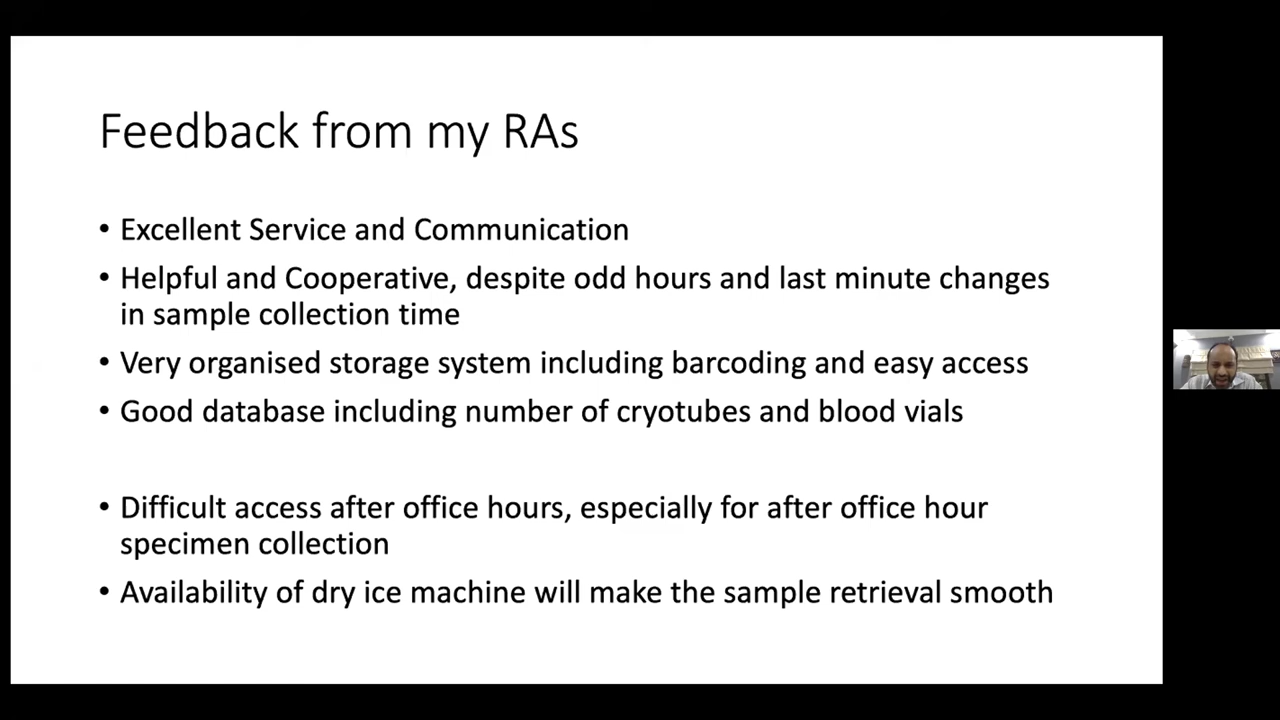 Feedback from my RAs
• Excellent Service and Communication
• Helpful and Cooperative, despite odd hours and last minute changes
in sample collection time
• Very organised storage system including barcoding and easy access
• Good database including number of cryotubes and blood vials
• Difficult access after office hours, especially for after office hour
specimen collection
• Availability of dry ice machine will make the sample retrieval smooth